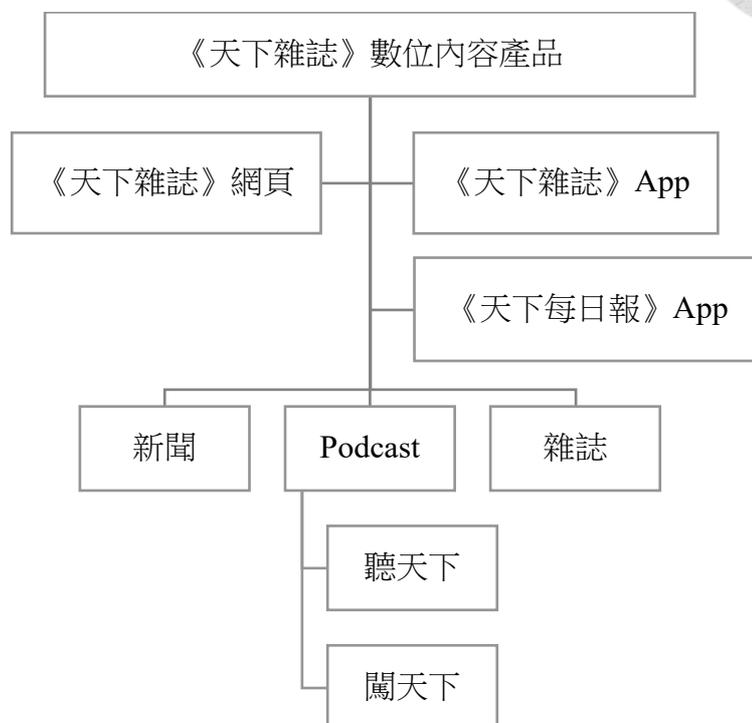 《天下雜誌》數位內容產品
《天下雜誌》網頁
《天下雜誌》App
《天下每日報》App
新聞
Podcast
雜誌
聽天下
闖天下